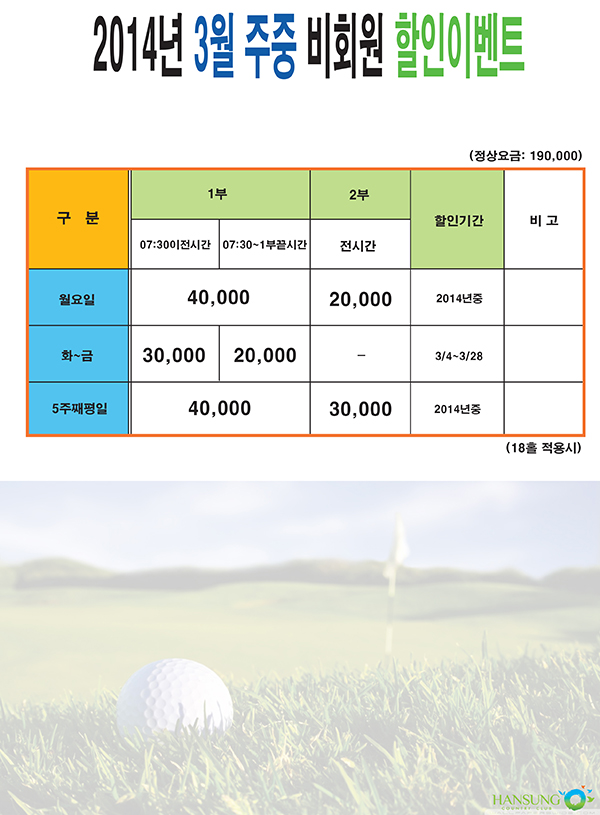 2014년 3월 주중 비회원 할인이벤트
(정상요금: 190,000)
구 분
1부
2부
할인기간
비 고
07:30이전시간
07:30~1부끝시간
전시간
월요일
40,000
20,000
2014년중
화~금
30,000
20,000
–
3/4~3/28
5주째평일
40,000
30,000
2014년중
(18홀 적용시)
HANSUNG
COUNTRY CLUB